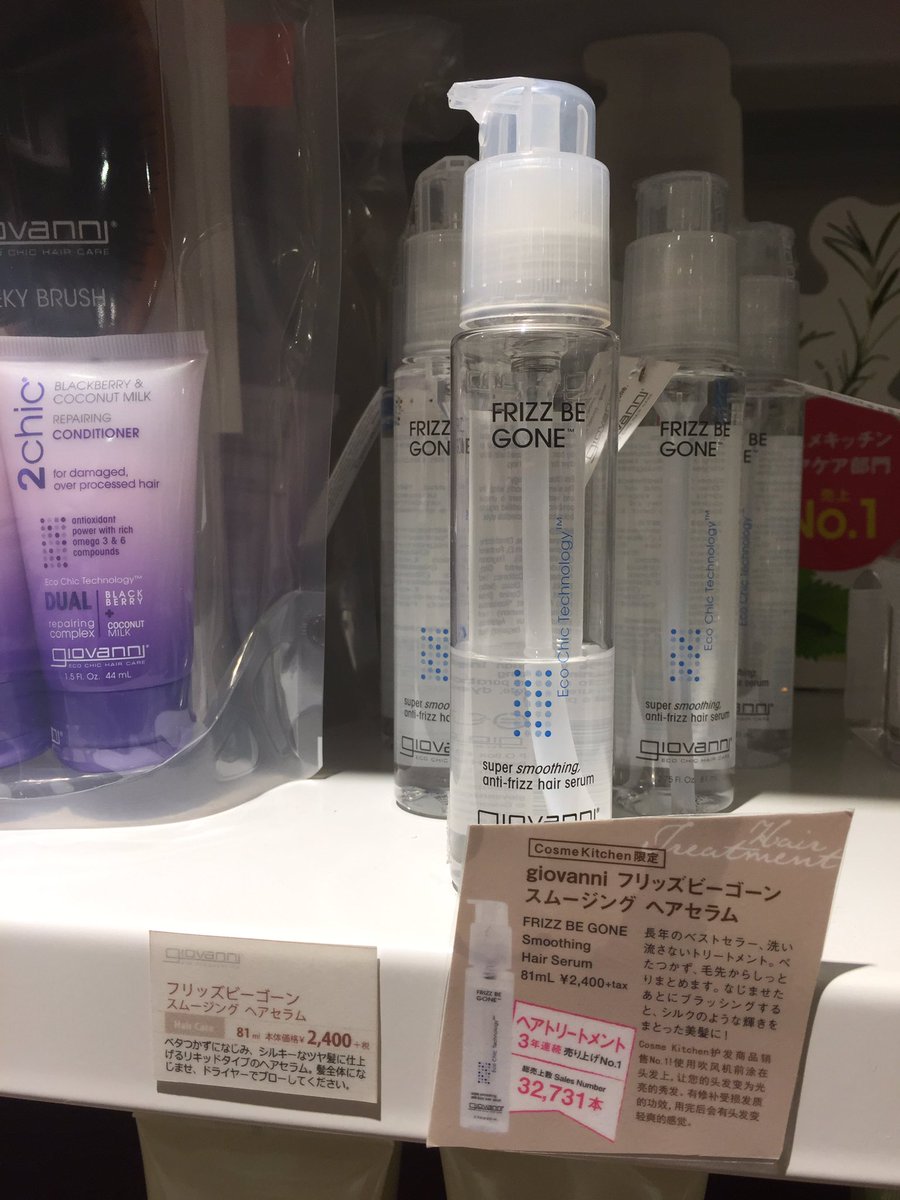 ovanni®
CHIC HAIR CARE
EKY BRUSH
2chic®
BLACKBERRY &
COCONUT MILK
REPAIRING
CONDITIONER
for damaged,
over processed hair
antioxidant
power with rich
omega 3 & 6
compounds
Eco Chic Technology™
DUAL
repairing
complex
BLACK
BERRY
+
COCONUT
MILK
giovanni®
ECO CHIC HAIR CARE
1.5 Fl. Oz. 44 mL
FRIZZ BE
GONE
super smoothing,
anti-frizz ha
giova
FRIZZ BE
GONE™
Eco Chic Technology™
super smoothing,
anti-frizz hair serum
giovanni®
giovanni
FRIZZ BE
GONE™
Eco Chic Technology™
super smoothing,
anti-frizz hair serum
giovanni
ECO CHIC HAIR CARE
BE
メキッチン
ケア部門
売上
No.1
giovanni
フリッズビーゴーン
スムージング ヘアセラム
Hair Care
81ml 本体価格¥2,400+税
ベタつかずになじみ、シルキーなツヤ髪に仕上
げるリキッドタイプのヘアセラム。髪全体にな
じませ、ドライヤーでブローしてください。
Hair
Treatment
CosmeKitchen限定
giovanni フリッズビーゴーン
スムージング ヘアセラム
FRIZZ BE GONE
Smoothing
Hair Serum
81mL ¥2,400+tax
長年のベストセラー、洗い
流さないトリートメント。べ
たつかず、毛先からしっと
りまとめます。なじませた
あとにブラッシングする
と、シルクのような輝きを
まとった美髪に!
FRIZZ BE
GONE
giovanni
ヘアトリートメント
3年連続 売り上げNo.1
総売上数 Sales Number
32,731本
Cosme Kitchen护发商品销
售No.1!使用吹风机前涂在
头发上,让您的头发变为光
亮的秀发、有修补受损发质
的功效,用完后会有头发变
轻爽的感觉。